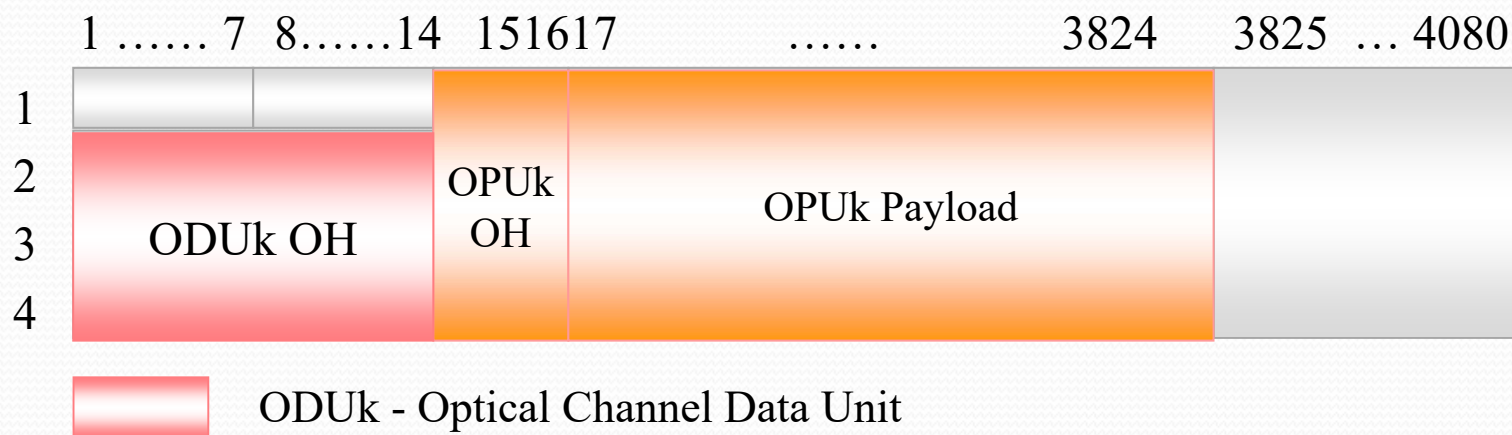 1 …… 7 8……14 151617 …… 3824 3825 … 4080
1
2
3
4
ODUk OH
OPUk
OH
OPUk Payload
ODUk - Optical Channel Data Unit